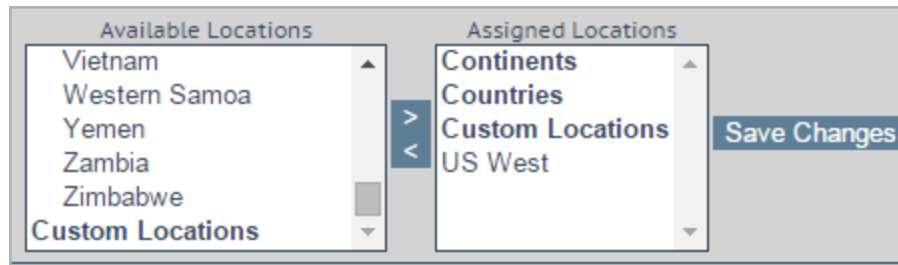 Available Locations
Vietnam
Western Samoa
Yemen
Zambia
Zimbabwe
Custom Locations
>
<
Assigned Locations
Continents
Countries
Custom Locations
US West
Save Changes